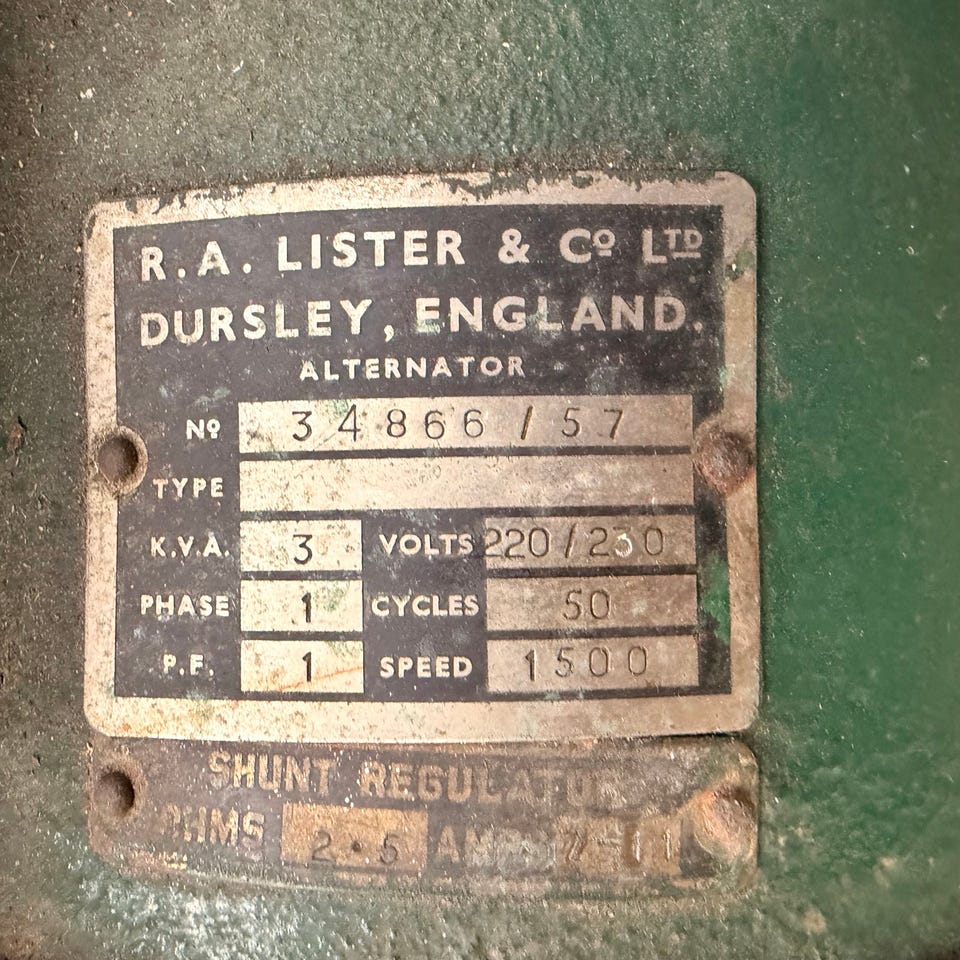 R.A. LISTER & Cº LTD
DURSLEY, ENGLAND.
ALTERNATOR
Nº 34866/57
TYPE
K.V.A. 3 VOLTS 220/230
PHASE 1 CYCLES 50
P.F. 1 SPEED 1500
SHUNT REGULATOR
OHMS 2.5 AMPS